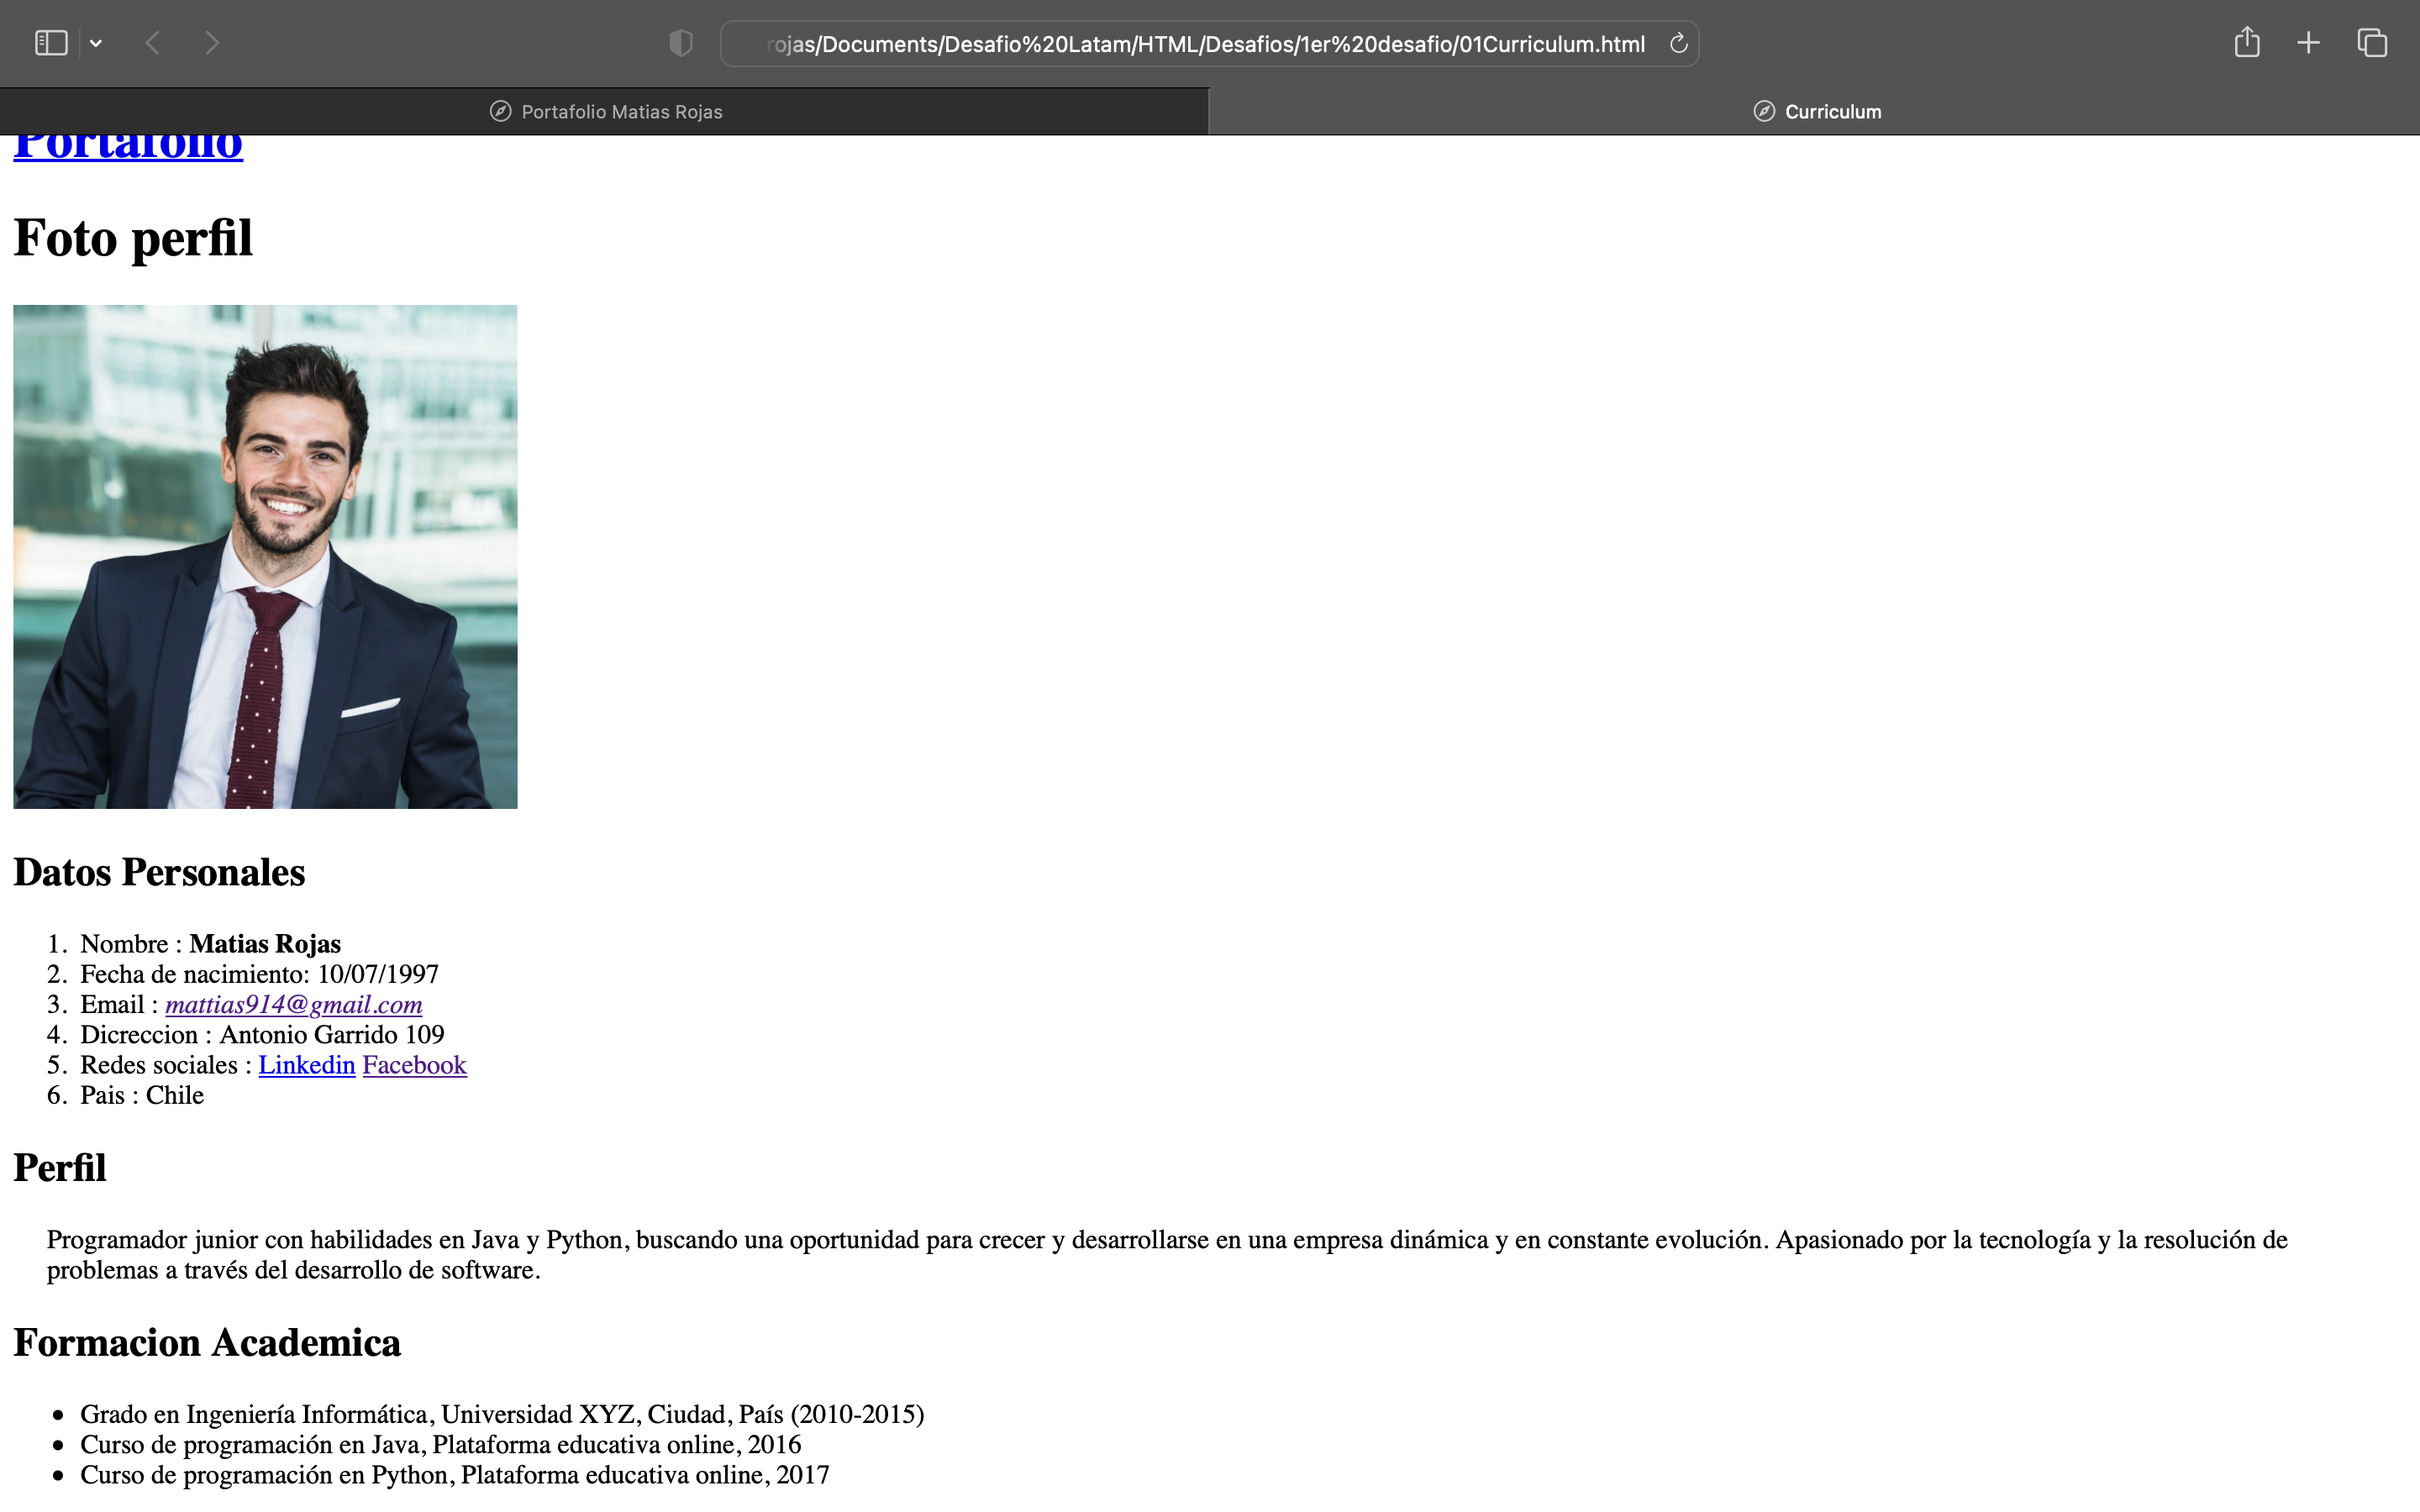 rojas/Documents/Desafio%20Latam/HTML/Desafios/1er%20desafio/01Curriculum.html
Portafolio Matias Rojas
Curriculum
Portafolio
Foto perfil
Datos Personales
1. Nombre : Matias Rojas
2. Fecha de nacimiento: 10/07/1997
3. Email : mattias914@gmail.com
4. Dicreccion : Antonio Garrido 109
5. Redes sociales : Linkedin Facebook
6. Pais : Chile
Perfil
Programador junior con habilidades en Java y Python, buscando una oportunidad para crecer y desarrollarse en una empresa dinámica y en constante evolución. Apasionado por la tecnología y la resolución de
problemas a través del desarrollo de software.
Formacion Academica
• Grado en Ingeniería Informática, Universidad XYZ, Ciudad, País (2010-2015)
• Curso de programación en Java, Plataforma educativa online, 2016
• Curso de programación en Python, Plataforma educativa online, 2017